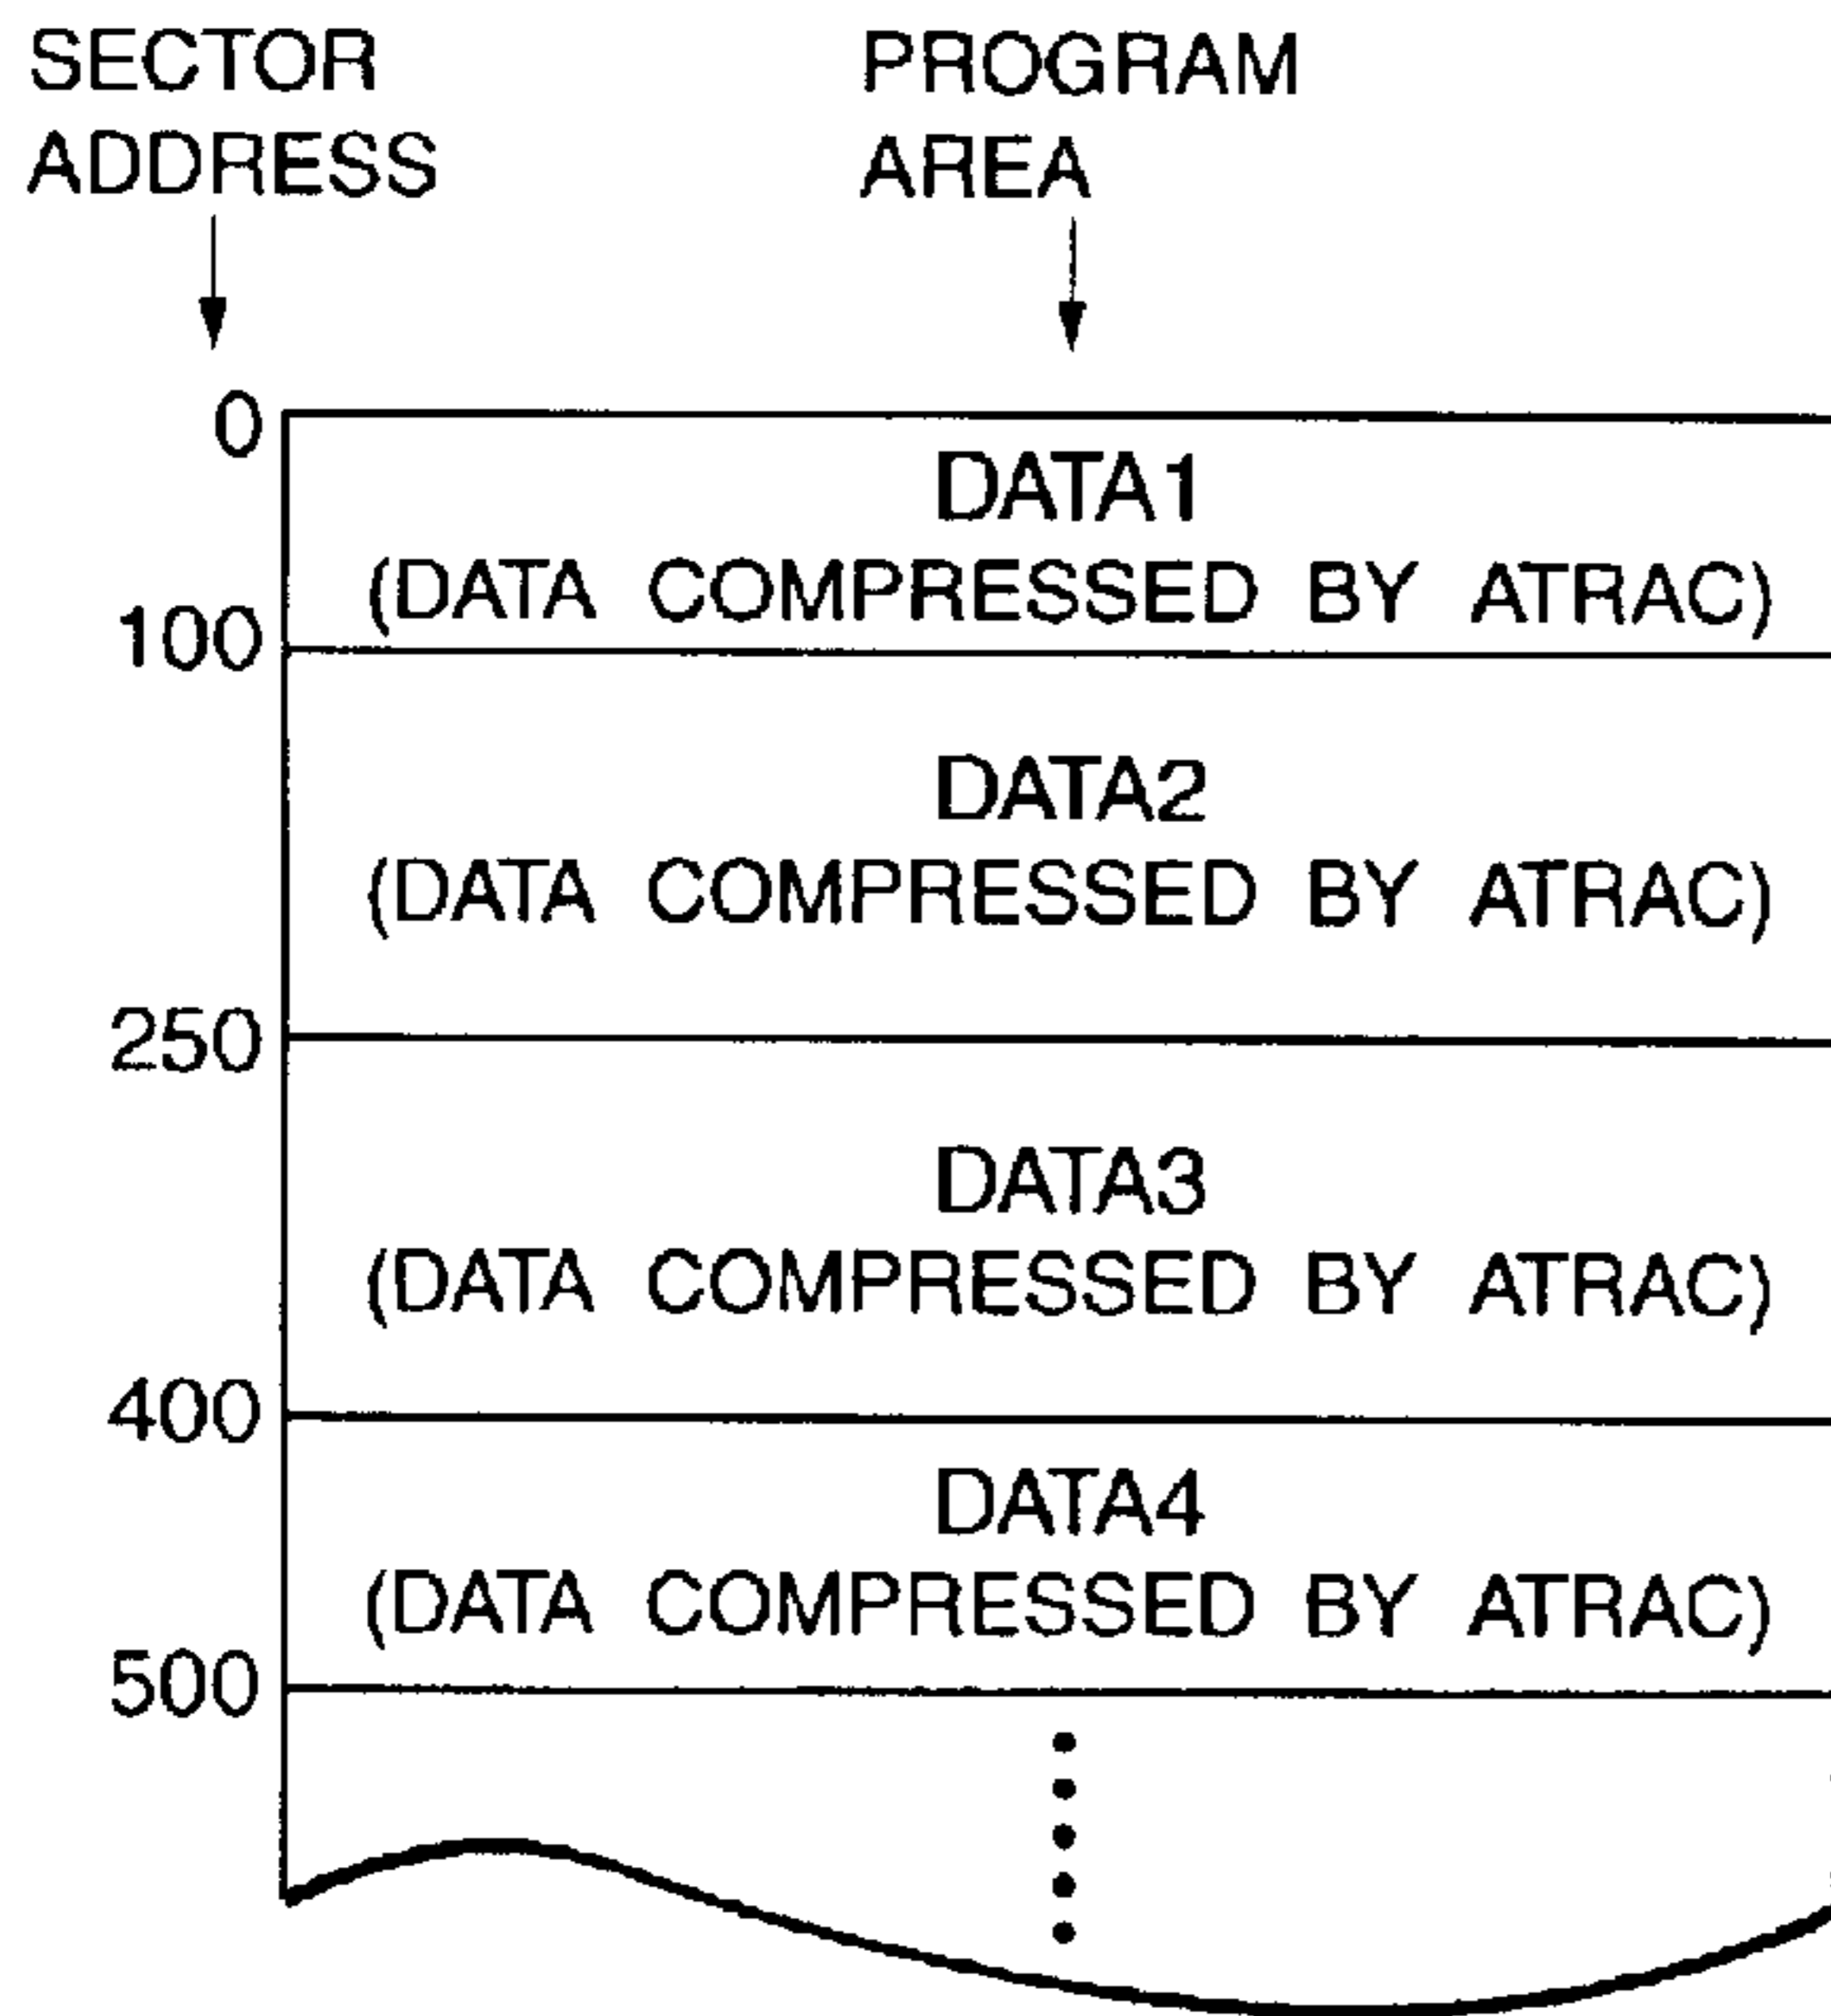 SECTOR
ADDRESS
PROGRAM
AREA
0
DATA1
(DATA COMPRESSED BY ATRAC)
100
DATA2
(DATA COMPRESSED BY ATRAC)
250
DATA3
(DATA COMPRESSED BY ATRAC)
400
DATA4
(DATA COMPRESSED BY ATRAC)
500